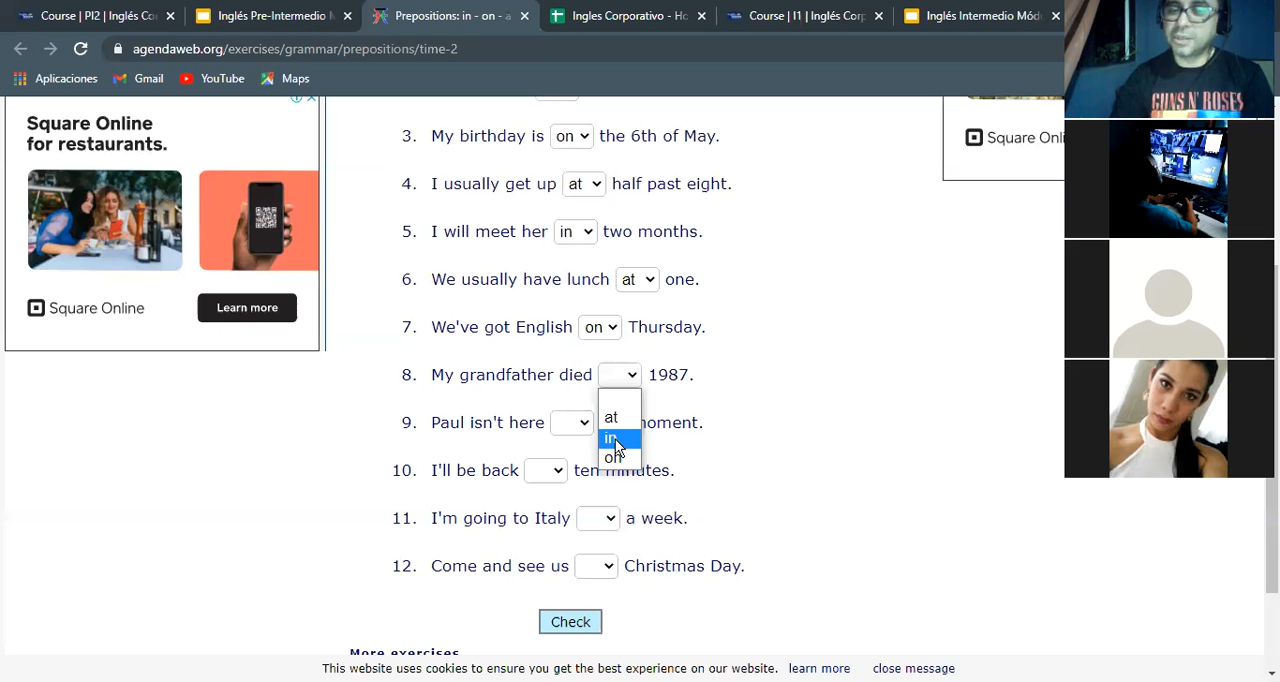 Course | PI2 | Inglés Co
Inglés Pre-Intermedio
Prepositions: in - on - a
Ingles Corporativo - Ho
Course | I1 | Inglés Corp
Inglés Intermedio Mód
agendaweb.org/exercises/grammar/prepositions/time-2
Aplicaciones
Gmail
YouTube
Maps
Square Online
for restaurants.
Square Online
Learn more
Square Onli
3. My birthday is on the 6th of May.
4. I usually get up at half past eight.
5. I will meet her in two months.
6. We usually have lunch at one.
7. We've got English on Thursday.
8. My grandfather died 1987.
at
in
on
9. Paul isn't here moment.
10. I'll be back ten minutes.
11. I'm going to Italy a week.
12. Come and see us Christmas Day.
Check
More exercises
This website uses cookies to ensure you get the best experience on our website. learn more close message
GUNS N' ROSES